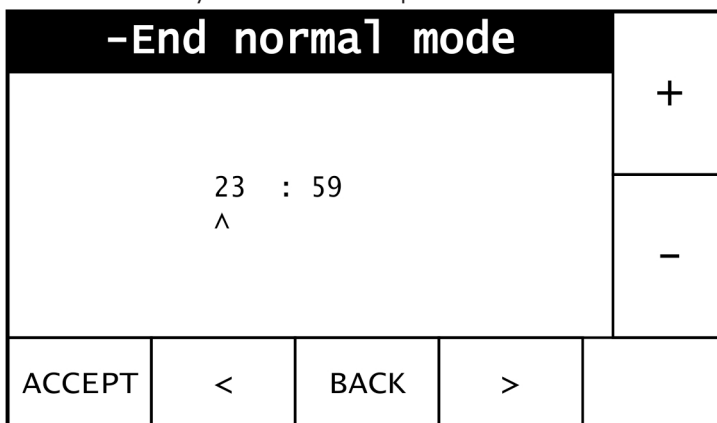 -End normal mode
+
23 : 59
^
-
ACCEPT < BACK >